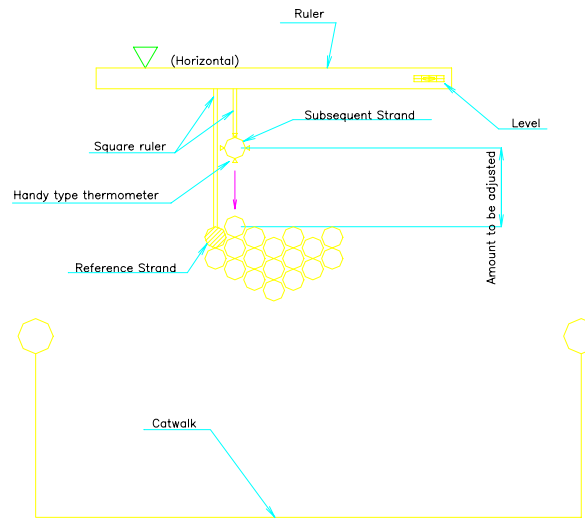 Ruler
(Horizontal)
Subsequent Strand
Level
Square ruler
Handy type thermometer
Amount to be adjusted
Reference Strand
Catwalk